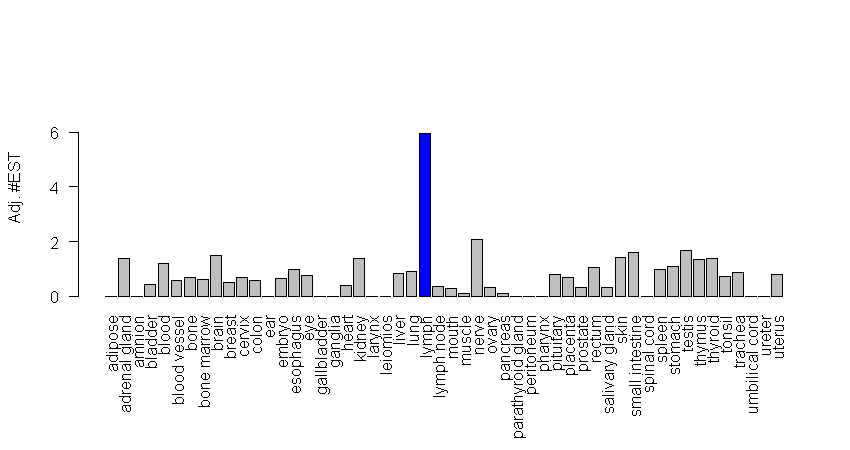 Adj. #EST
6
4
2
0
adipose
adrenal gland
amnion
bladder
blood
blood vessel
bone
bone marrow
brain
breast
cervix
colon
ear
embryo
esophagus
eye
gallbladder
ganglia
heart
kidney
larynx
leiomios
liver
lung
lymph
lymph node
mouth
muscle
nerve
ovary
pancreas
parathyroid gland
peritoneum
pharynx
pituitary
placenta
prostate
rectum
salivary gland
skin
small intestine
spinal cord
spleen
stomach
testis
thymus
thyroid
tonsil
trachea
umbilical cord
ureter
uterus